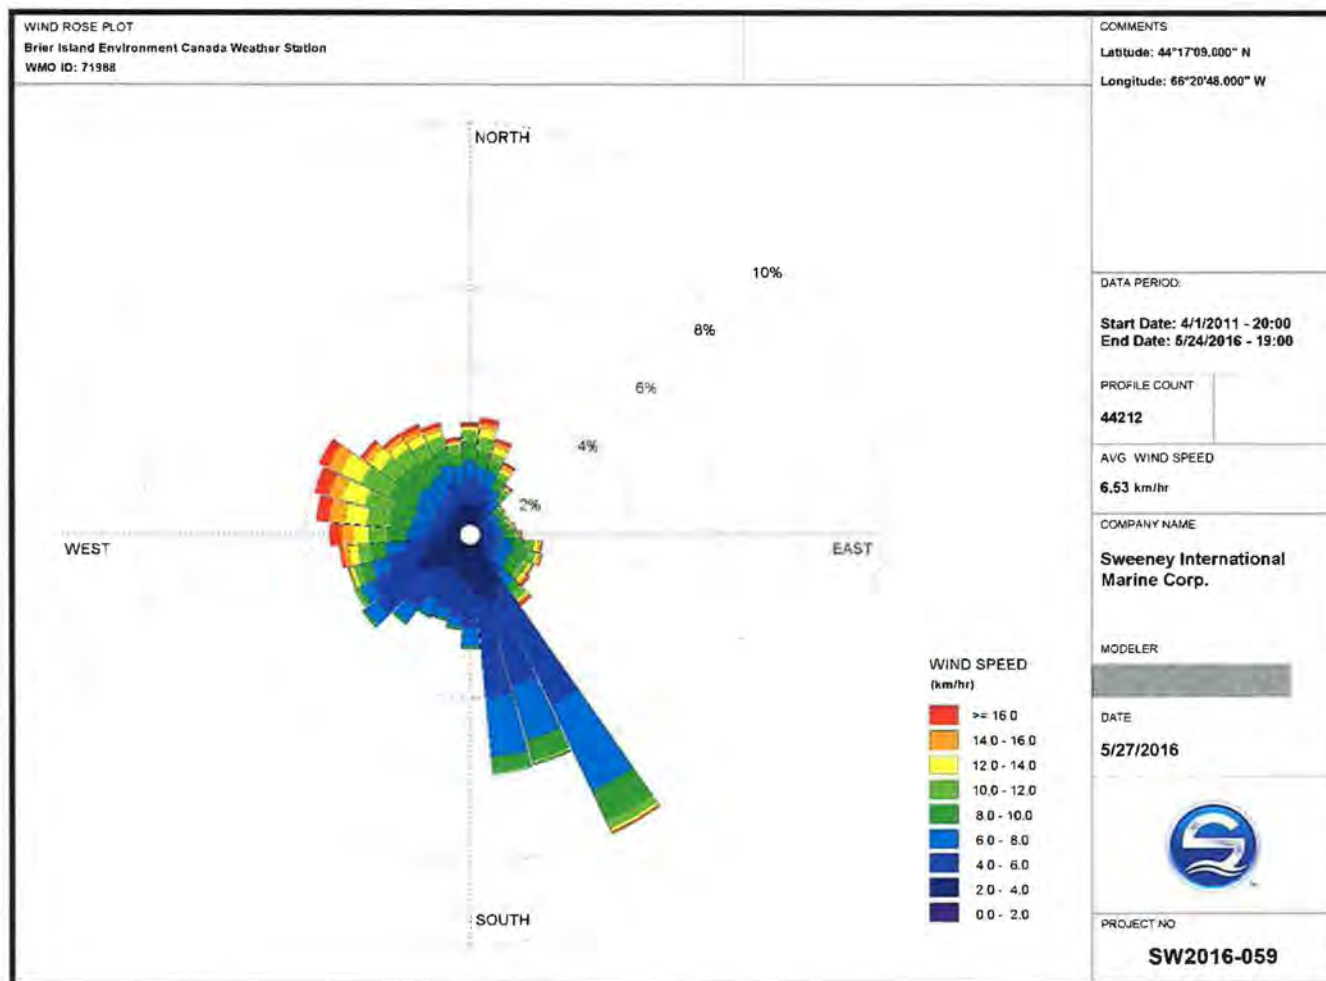 WIND ROSE PLOT
Brier Island Environment Canada Weather Station
WMO ID: 71988
COMMENTS
Latitude: 44°17'09.000" N
Longitude: 66°20'48.000" W
NORTH
10%
8%
6%
4%
2%
WEST
EAST
SOUTH
WIND SPEED
(km/hr)
>= 16.0
14.0 - 16.0
12.0 - 14.0
10.0 - 12.0
8.0 - 10.0
6.0 - 8.0
4.0 - 6.0
2.0 - 4.0
0.0 - 2.0
DATA PERIOD:
Start Date: 4/1/2011 - 20:00
End Date: 5/24/2016 - 19:00
PROFILE COUNT
44212
AVG. WIND SPEED
6.53 km/hr
COMPANY NAME
Sweeney International
Marine Corp.
MODELER
DATE
5/27/2016
PROJECT NO
SW2016-059